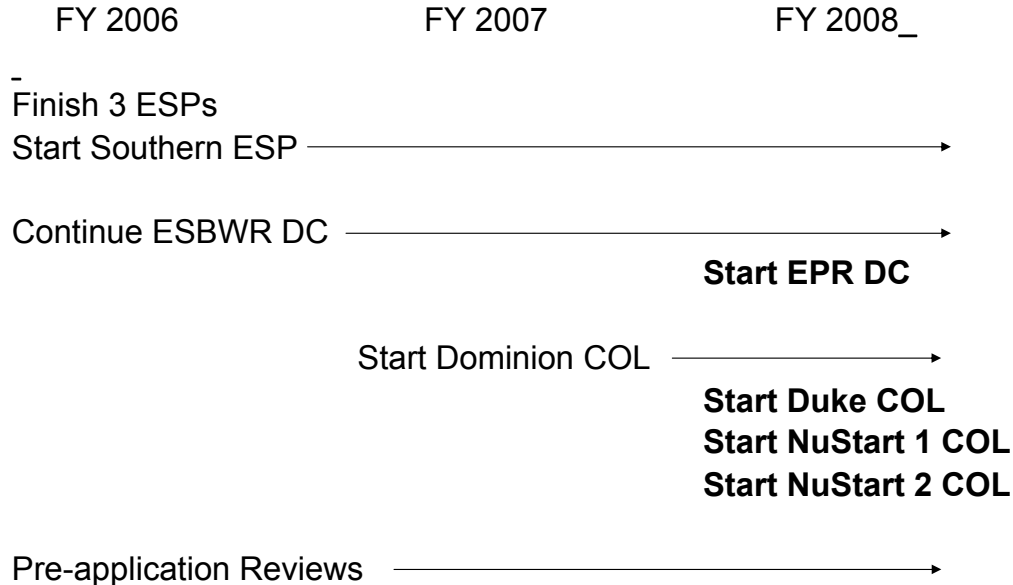 FY 2006 FY 2007 FY 2008_
_
Finish 3 ESPs
Start Southern ESP
Continue ESBWR DC
Start EPR DC
Start Dominion COL
Start Duke COL
Start NuStart 1 COL
Start NuStart 2 COL
Pre-application Reviews